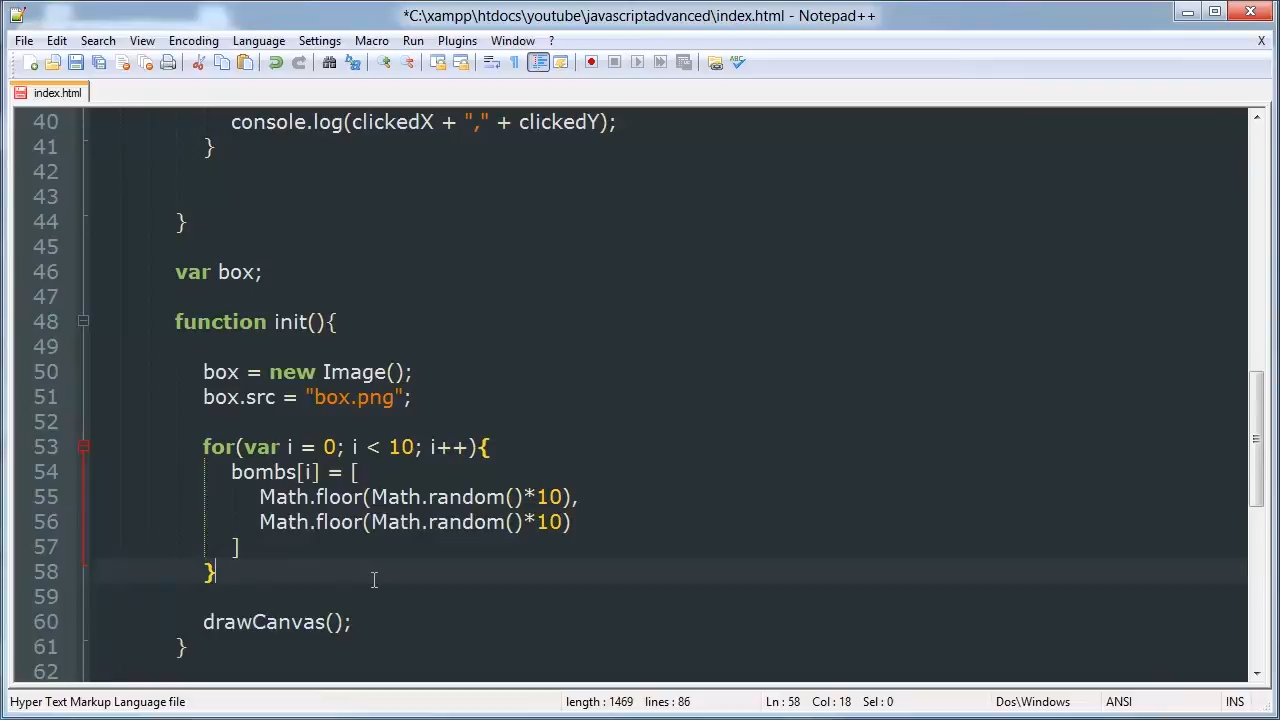 *C:\xampp\htdocs\youtube\javascriptadvanced\index.html - Notepad++
File Edit Search View Encoding Language Settings Macro Run Plugins Window ? X
index.html
40 console.log(clickedX + "," + clickedY);
41 }
42
43
44 }
45
46 var box;
47
48 function init(){
49
50 box = new Image();
51 box.src = "box.png";
52
53 for(var i = 0; i < 10; i++){
54 bombs[i] = [
55 Math.floor(Math.random()*10),
56 Math.floor(Math.random()*10)
57 ]
58 }
59
60 drawCanvas();
61 }
62
Hyper Text Markup Language file length : 1469 lines : 86 Ln : 58 Col : 18 Sel : 0 Dos\Windows ANSI INS